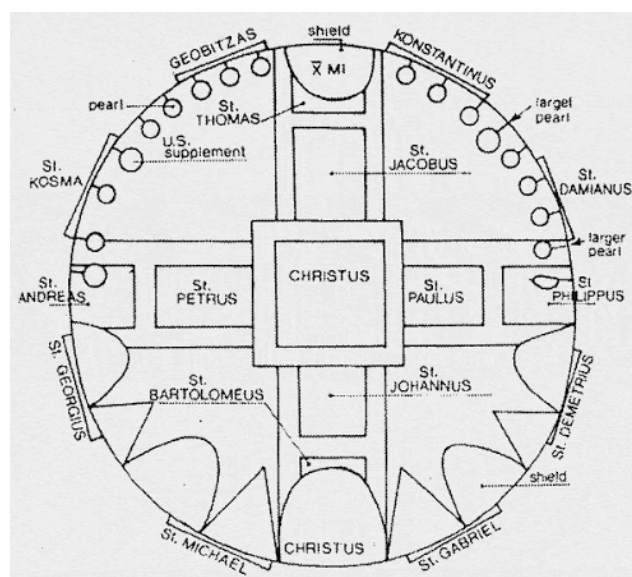 shield
GEOBITZAS
KONSTANTINUS
X̅ MI
pearl
St.
THOMAS
larget
pearl
U.S.
supplement
St.
JACOBUS
St.
KOSMA
St.
DAMIANUS
larger
pearl
St.
ANDREAS
St.
PETRUS
CHRISTUS
St.
PAULUS
St
PHILIPPUS
St. GEORGIUS
St.
BARTOLOMEUS
St.
JOHANNUS
St. DEMETRIUS
shield
St. MICHAEL
CHRISTUS
St. GABRIEL